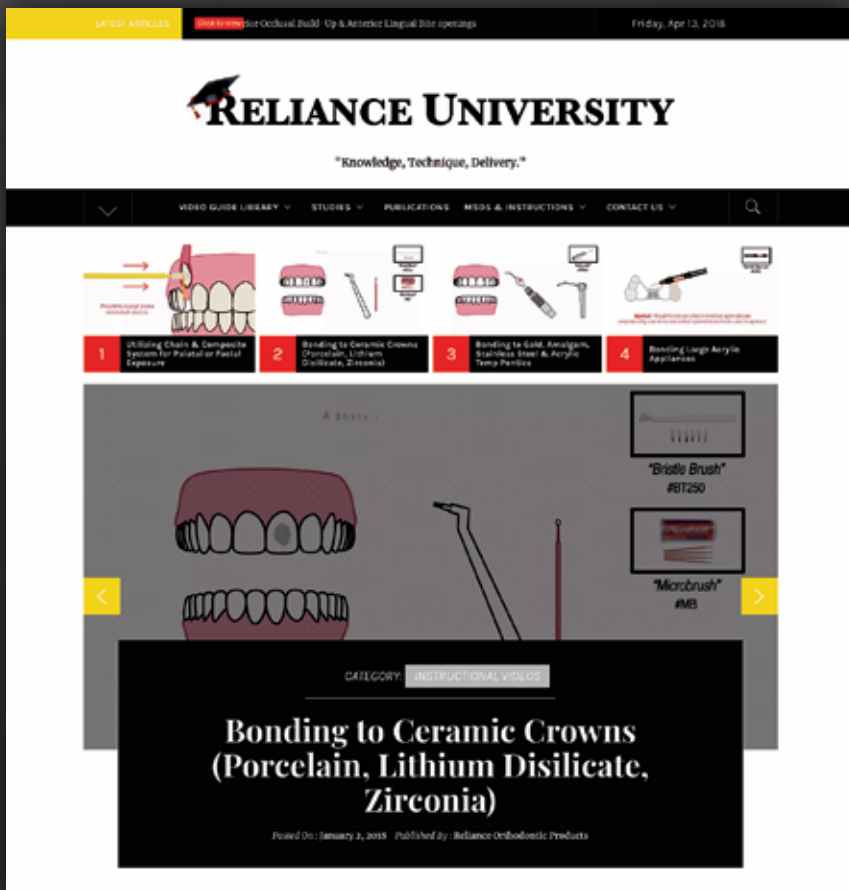 LATEST ARTICLES
Click to view
Occlusal Build-Up & Anterior Lingual Bite openings
Friday, Apr 13, 2018
RELIANCE UNIVERSITY
"Knowledge, Technique, Delivery."
VIDEO GUIDE LIBRARY STUDIES PUBLICATIONS MSDS & INSTRUCTIONS CONTACT US
1 Utilizing Chain & Composite
System for Palatal or Facial
Exposure
2 Bonding to Ceramic Crowns
(Porcelain, Lithium
Disilicate, Zirconia)
3 Bonding to Gold, Amalgam,
Stainless Steel & Acrylic
Temp Pontics
4 Bonding Large Acrylic
Appliances
"Bristle Brush"
#BT250
"Microbrush"
#MB
CATEGORY: INSTRUCTIONAL VIDEOS
Bonding to Ceramic Crowns
(Porcelain, Lithium Disilicate,
Zirconia)
Posted On : January 2, 2018 Published By : Reliance Orthodontic Products